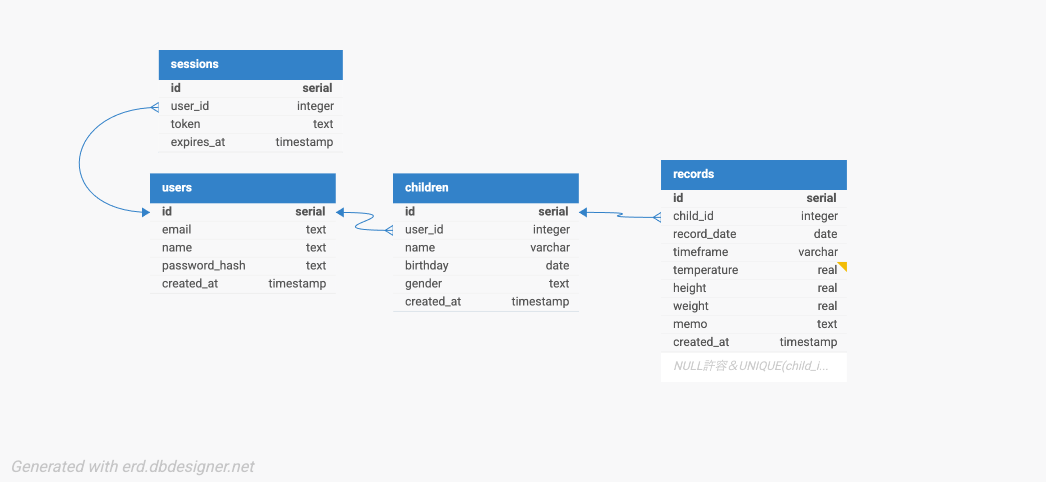 sessions
id serial
user_id integer
token text
expires_at timestamp
users
id serial
email text
name text
password_hash text
created_at timestamp
children
id serial
user_id integer
name varchar
birthday date
gender text
created_at timestamp
records
id serial
child_id integer
record_date date
timeframe varchar
temperature real
height real
weight real
memo text
created_at timestamp
NULL許容＆UNIQUE(child_i...
Generated with erd.dbdesigner.net